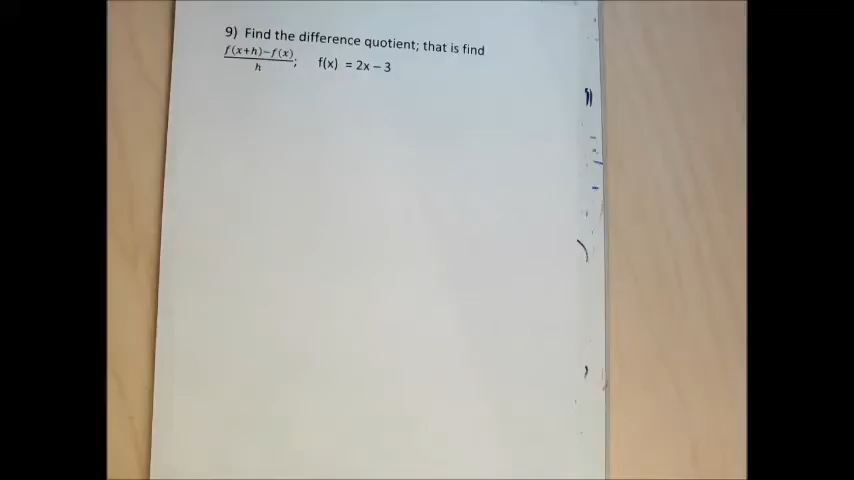 9) Find the difference quotient; that is find
f(x+h)−f(x)
h ; f(x) = 2x – 3